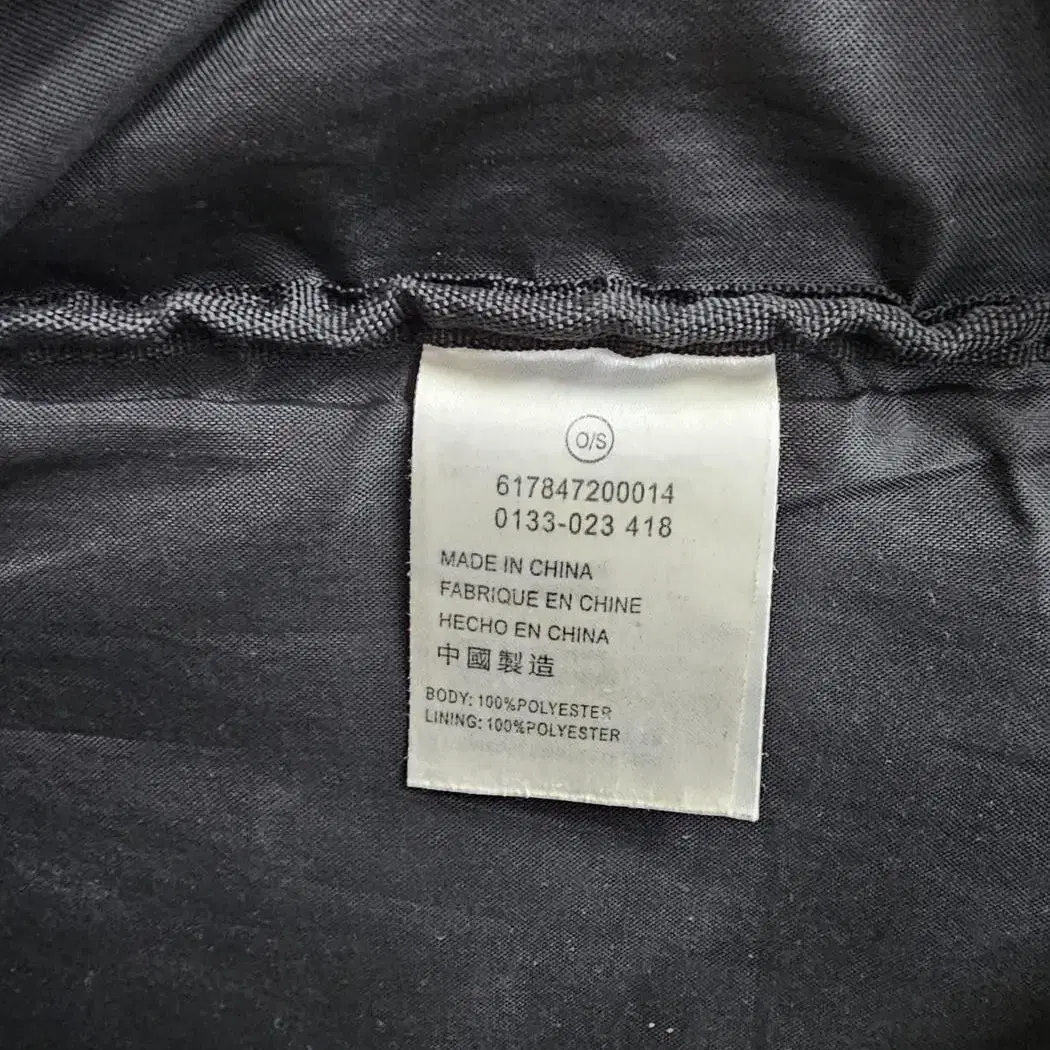 O/S
617847200014
0133-023 418
MADE IN CHINA
FABRIQUE EN CHINE
HECHO EN CHINA
中國製造
BODY: 100%POLYESTER
LINING: 100%POLYESTER